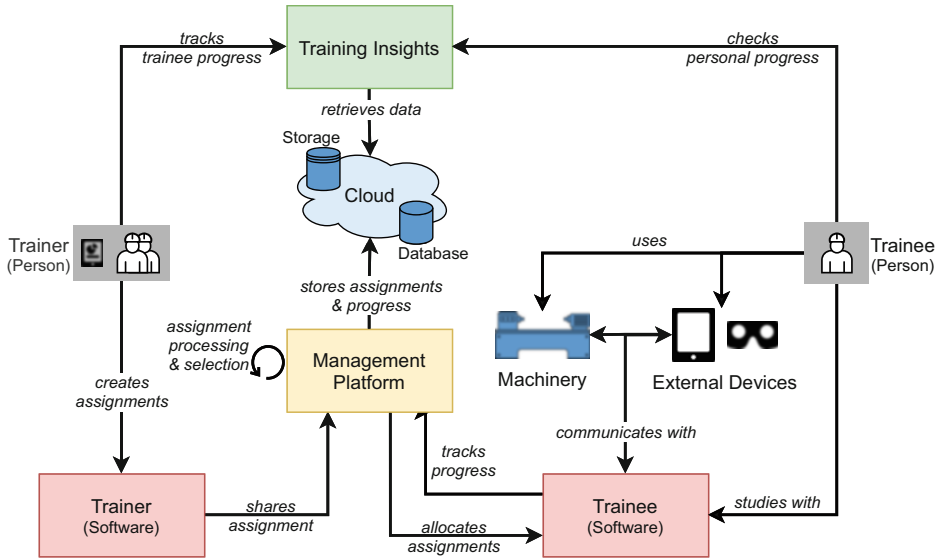 tracks
trainee progress
Training Insights
checks
personal progress
retrieves data
Storage
Cloud
Database
Trainer
(Person)
uses
Trainee
(Person)
stores assignments
& progress
assignment
processing
& selection
Management
Platform
Machinery
External Devices
creates
assignments
communicates with
tracks
progress
Trainer
(Software)
shares
assignment
allocates
assignments
Trainee
(Software)
studies with